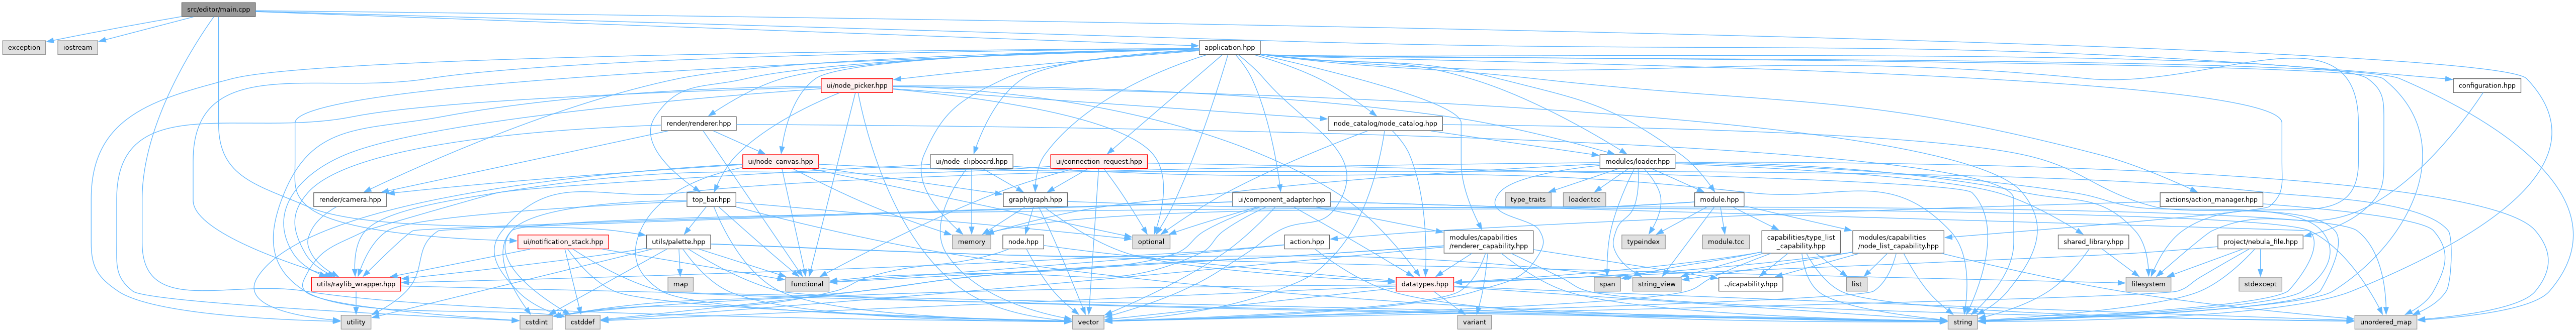 src/editor/main.cpp
exception
iostream
application.hpp
ui/node_picker.hpp
configuration.hpp
render/renderer.hpp
node_catalog/node_catalog.hpp
ui/node_canvas.hpp
ui/node_clipboard.hpp
ui/connection_request.hpp
modules/loader.hpp
render/camera.hpp
top_bar.hpp
graph/graph.hpp
ui/component_adapter.hpp
type_traits
loader.tcc
module.hpp
actions/action_manager.hpp
ui/notification_stack.hpp
utils/palette.hpp
memory
node.hpp
optional
action.hpp
modules/capabilities
/renderer_capability.hpp
typeindex
module.tcc
capabilities/type_list
_capability.hpp
modules/capabilities
/node_list_capability.hpp
shared_library.hpp
project/nebula_file.hpp
utils/raylib_wrapper.hpp
map
functional
datatypes.hpp
span
string_view
../icapability.hpp
list
filesystem
stdexcept
utility
cstdint
cstddef
vector
variant
string
unordered_map